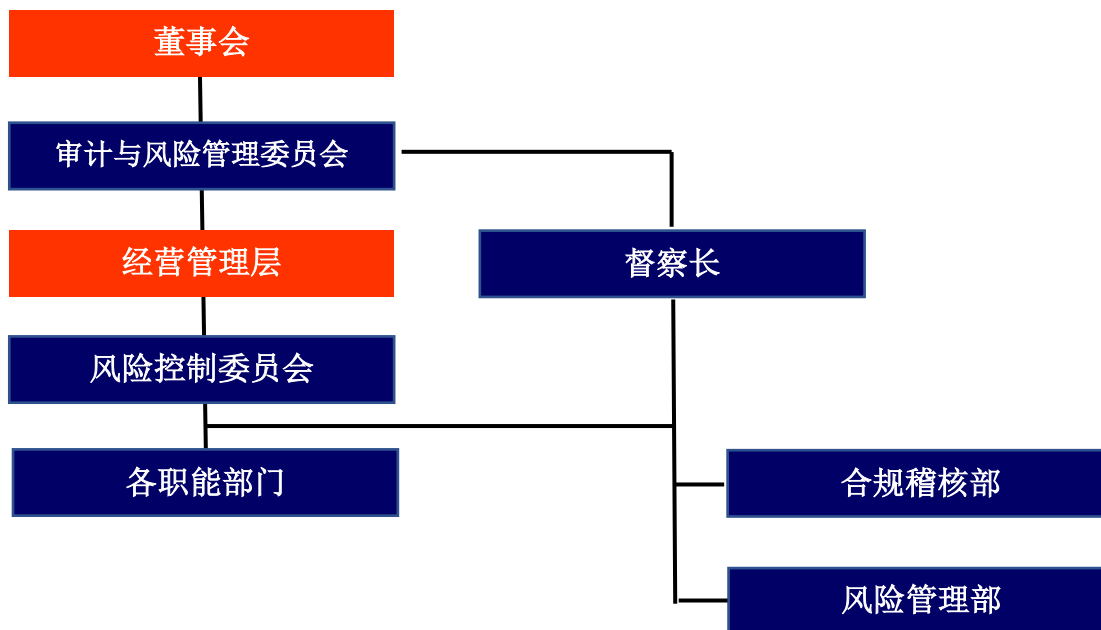 董事会
审计与风险管理委员会
经营管理层
督察长
风险控制委员会
各职能部门
合规稽核部
风险管理部